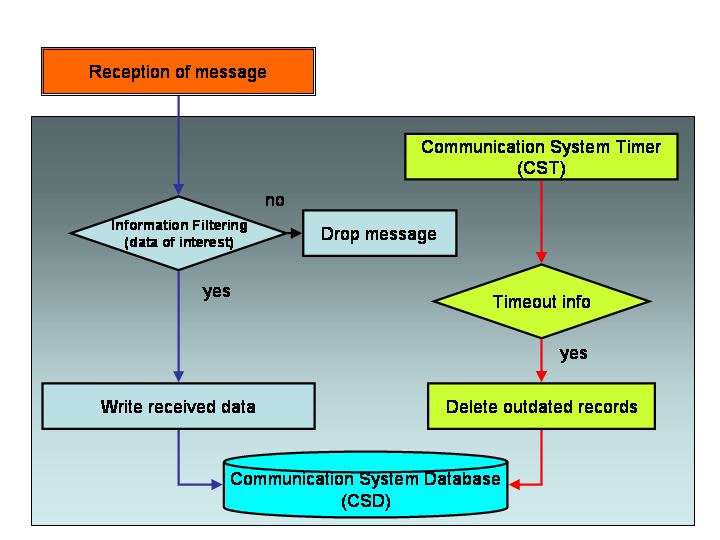 Reception of message
Communication System Timer
(CST)
no
Information Filtering
(data of interest)
Drop message
yes
Timeout info
yes
Write received data
Delete outdated records
Communication System Database
(CSD)